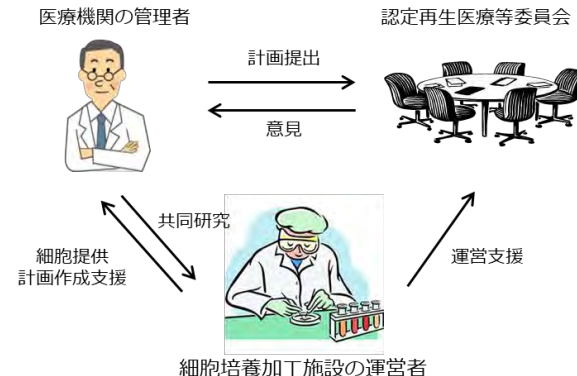 医療機関の管理者
認定再生医療等委員会
計画提出
意見
共同研究
細胞提供
計画作成支援
運営支援
細胞培養加工施設の運営者